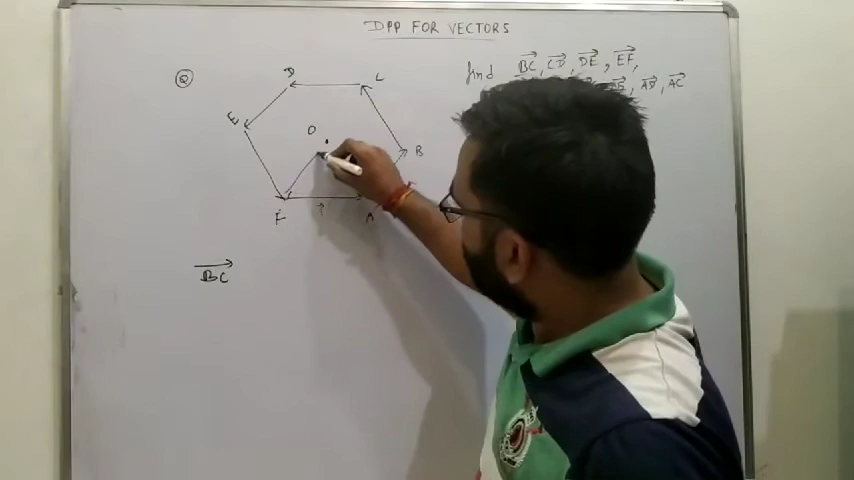 DPP FOR VECTORS
Q
find BC, CD, DE, EF,
AD, AC
D
C
E
O
B
F
A
BC